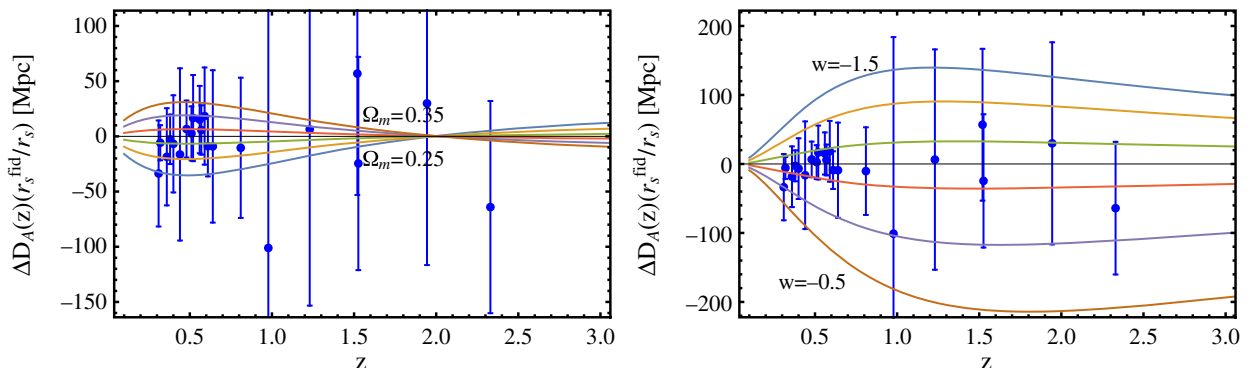 ΔD_A(z)(r_s^fid/r_s) [Mpc]
100
50
0
−50
−100
−150
Ω_m=0.35
Ω_m=0.25
0.5 1.0 1.5 2.0 2.5 3.0
z
ΔD_A(z)(r_s^fid/r_s) [Mpc]
200
100
0
−100
−200
w=−1.5
w=−0.5
0.5 1.0 1.5 2.0 2.5 3.0
z